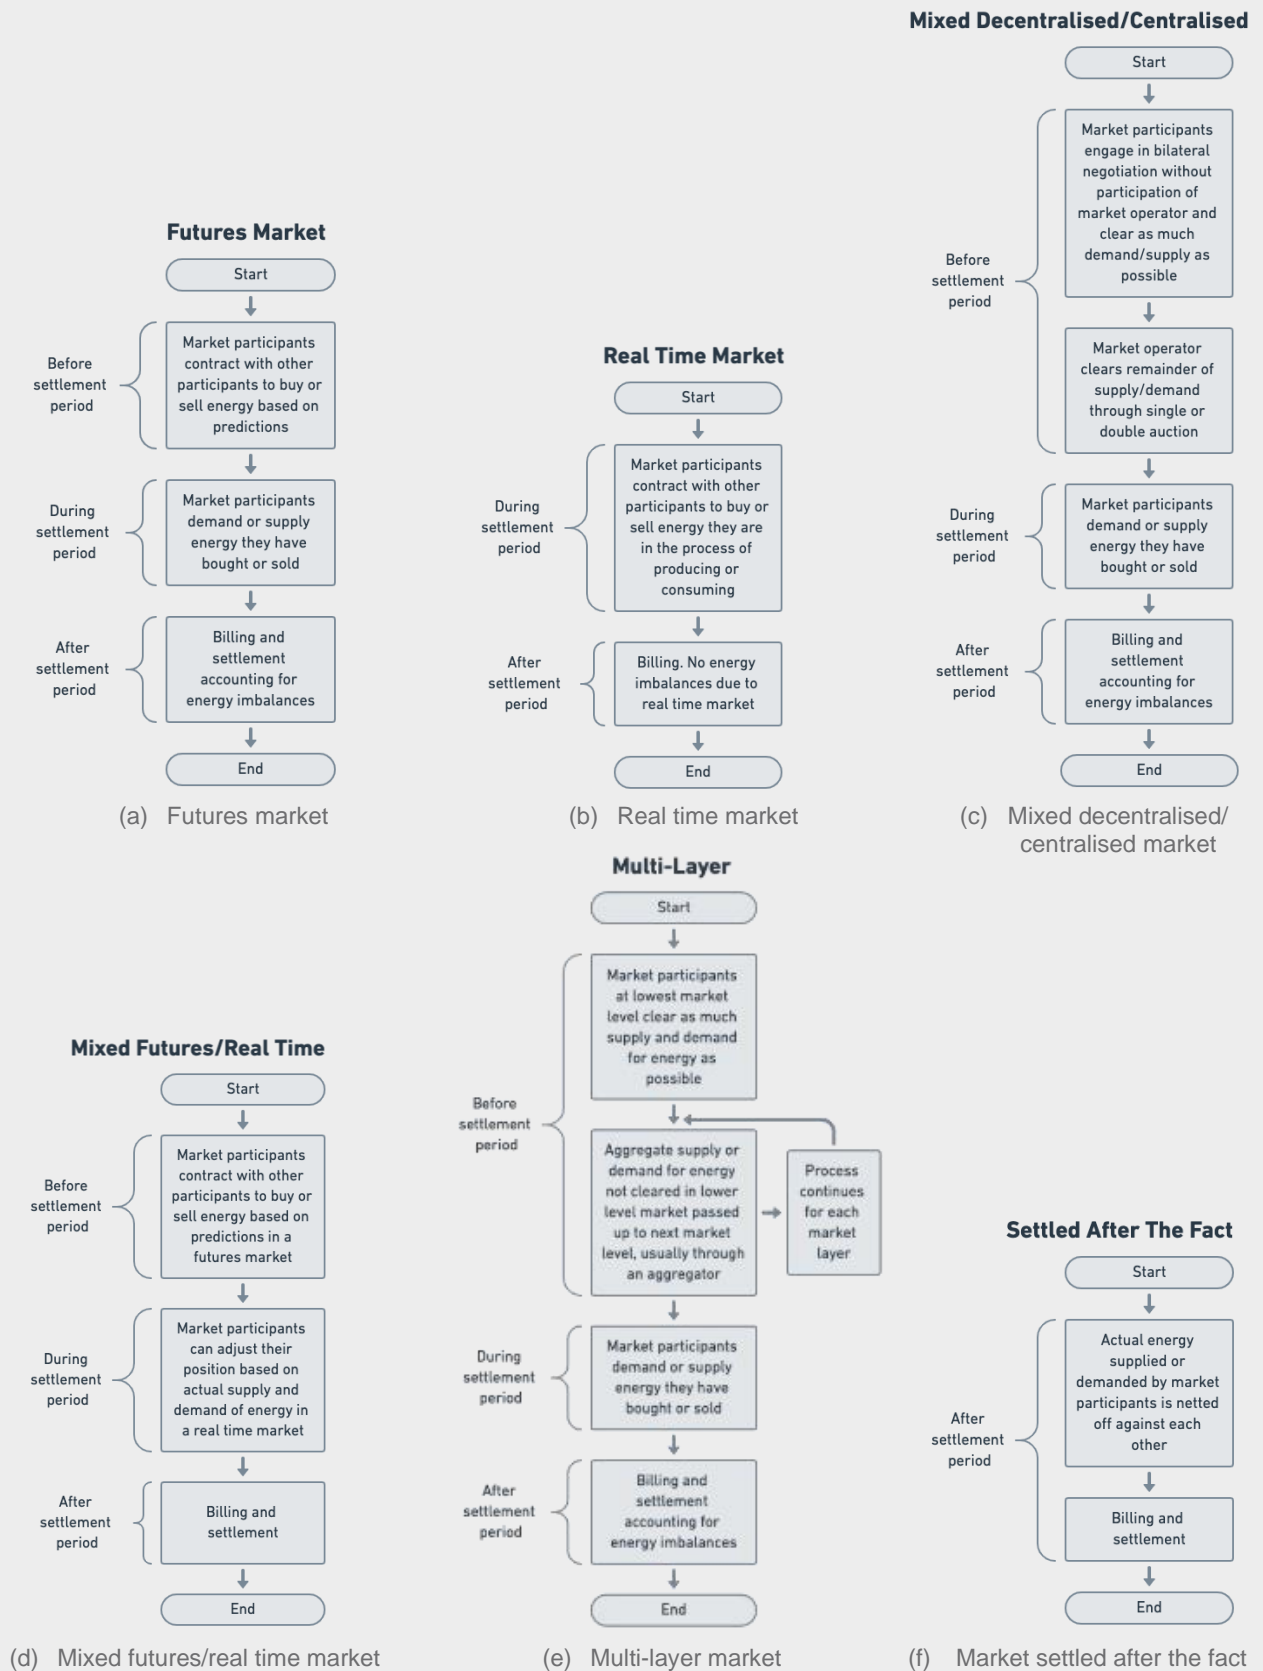 Futures Market
Start
Before
settlement
period
Market participants
contract with other
participants to buy or
sell energy based on
predictions
During
settlement
period
Market participants
demand or supply
energy they have
bought or sold
After
settlement
period
Billing and
settlement
accounting for
energy imbalances
End
(a) Futures market
Real Time Market
Start
During
settlement
period
Market participants
contract with other
participants to buy or
sell energy they are
in the process of
producing or
consuming
After
settlement
period
Billing. No energy
imbalances due to
real time market
End
(b) Real time market
Mixed Decentralised/Centralised
Start
Before
settlement
period
Market participants
engage in bilateral
negotiation without
participation of
market operator and
clear as much
demand/supply as
possible
Market operator
clears remainder of
supply/demand
through single or
double auction
During
settlement
period
Market participants
demand or supply
energy they have
bought or sold
After
settlement
period
Billing and
settlement
accounting for
energy imbalances
End
(c) Mixed decentralised/
centralised market
Mixed Futures/Real Time
Start
Before
settlement
period
Market participants
contract with other
participants to buy or
sell energy based on
predictions in a
futures market
During
settlement
period
Market participants
can adjust their
position based on
actual supply and
demand of energy in
a real time market
After
settlement
period
Billing and
settlement
End
(d) Mixed futures/real time market
Multi-Layer
Start
Before
settlement
period
Market participants
at lowest market
level clear as much
supply and demand
for energy as
possible
Aggregate supply or
demand for energy
not cleared in lower
level market passed
up to next market
level, usually through
an aggregator
Process
continues
for each
market
layer
During
settlement
period
Market participants
demand or supply
energy they have
bought or sold
After
settlement
period
Billing and
settlement
accounting for
energy imbalances
End
(e) Multi-layer market
Settled After The Fact
Start
After
settlement
period
Actual energy
supplied or
demanded by market
participants is netted
off against each
other
Billing and
settlement
End
(f) Market settled after the fact